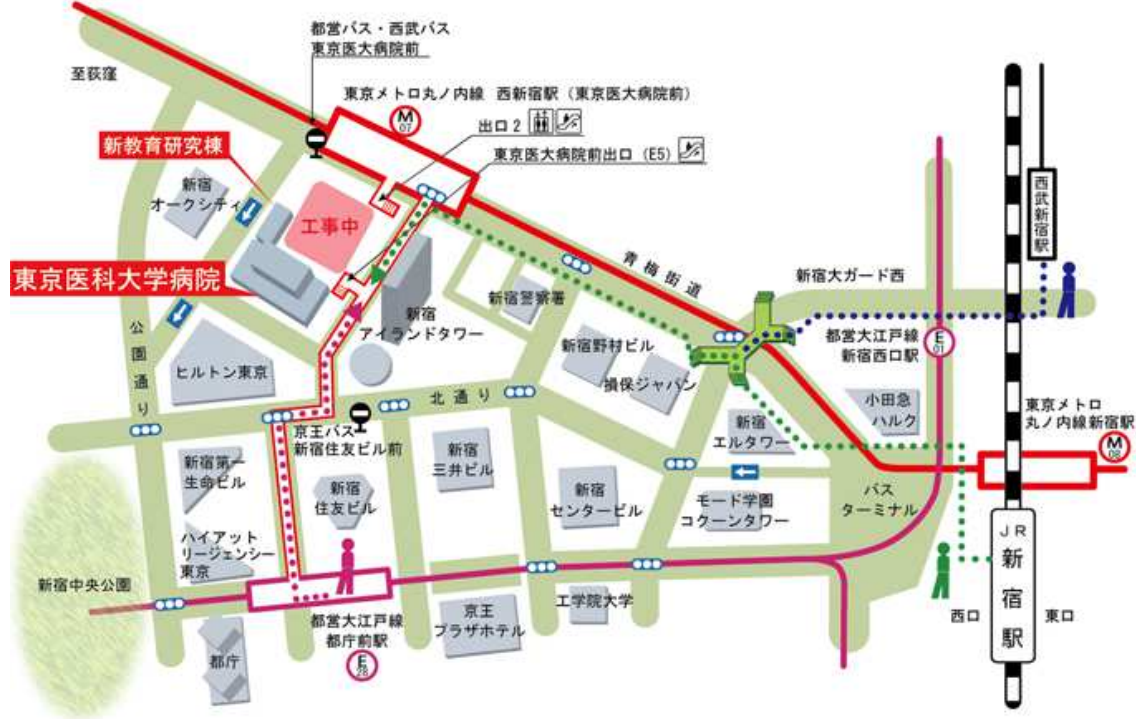 都営バス・西武バス
東京医大病院前
至荻窪
東京メトロ丸ノ内線 西新宿駅（東京医大病院前）
M
07
出口2
東京医大病院前出口（E5）
新教育研究棟
新宿
オークシティ
工事中
東京医科大学病院
西武新宿駅
青梅街道
新宿大ガード西
新宿警察署
新宿
アイランドタワー
公園通り
ヒルトン東京
新宿野村ビル
損保ジャパン
都営大江戸線
新宿西口駅
E
01
小田急
ハルク
東京メトロ
丸ノ内線新宿駅
M
08
北通り
京王バス
新宿住友ビル前
新宿
エルタワー
新宿第一
生命ビル
新宿
住友ビル
新宿
三井ビル
新宿
センタービル
モード学園
コクーンタワー
バス
ターミナル
ハイアット
リージェンシー
東京
JR
新宿駅
新宿中央公園
西口
東口
都営大江戸線
都庁前駅
E
28
都庁
京王
プラザホテル
工学院大学